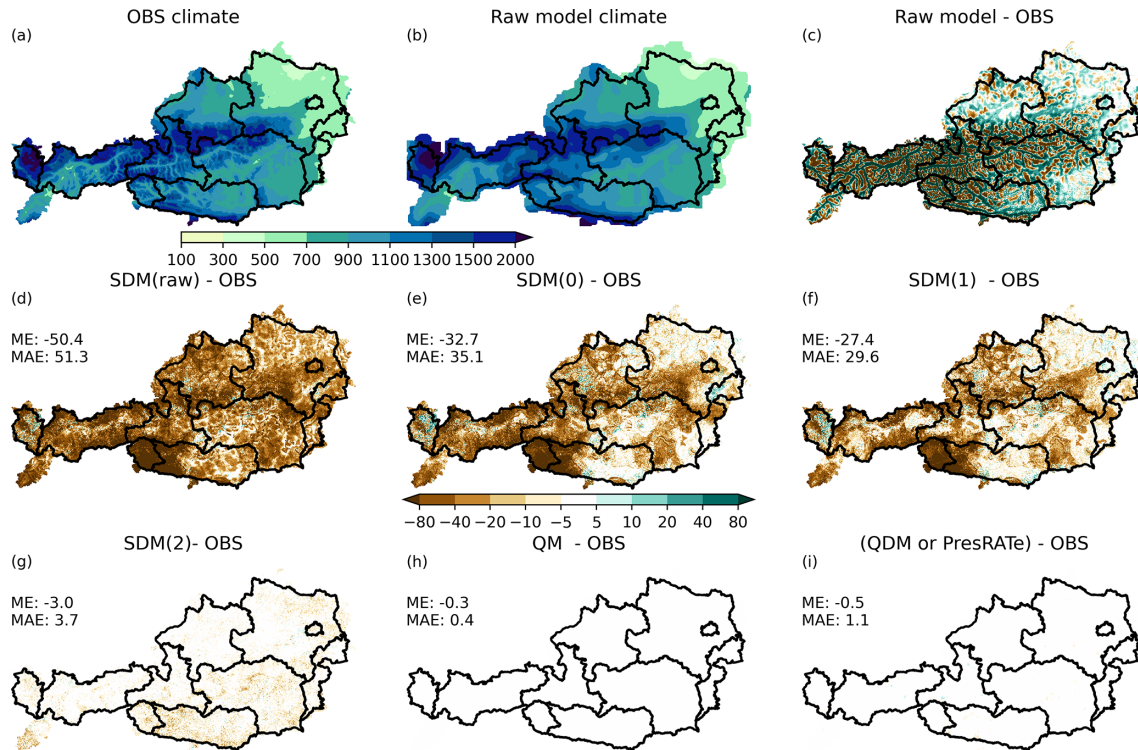 OBS climate
Raw model climate
Raw model - OBS
(a)
(b)
(c)
100 300 500 700 900 1100 1300 1500 2000
SDM(raw) - OBS
SDM(0) - OBS
SDM(1)  - OBS
(d)
(e)
(f)
ME: -50.4
MAE: 51.3
ME: -32.7
MAE: 35.1
ME: -27.4
MAE: 29.6
−80 −40 −20 −10 −5 5 10 20 40 80
SDM(2)- OBS
QM  - OBS
(QDM or PresRATe) - OBS
(g)
(h)
(i)
ME: -3.0
MAE: 3.7
ME: -0.3
MAE: 0.4
ME: -0.5
MAE: 1.1